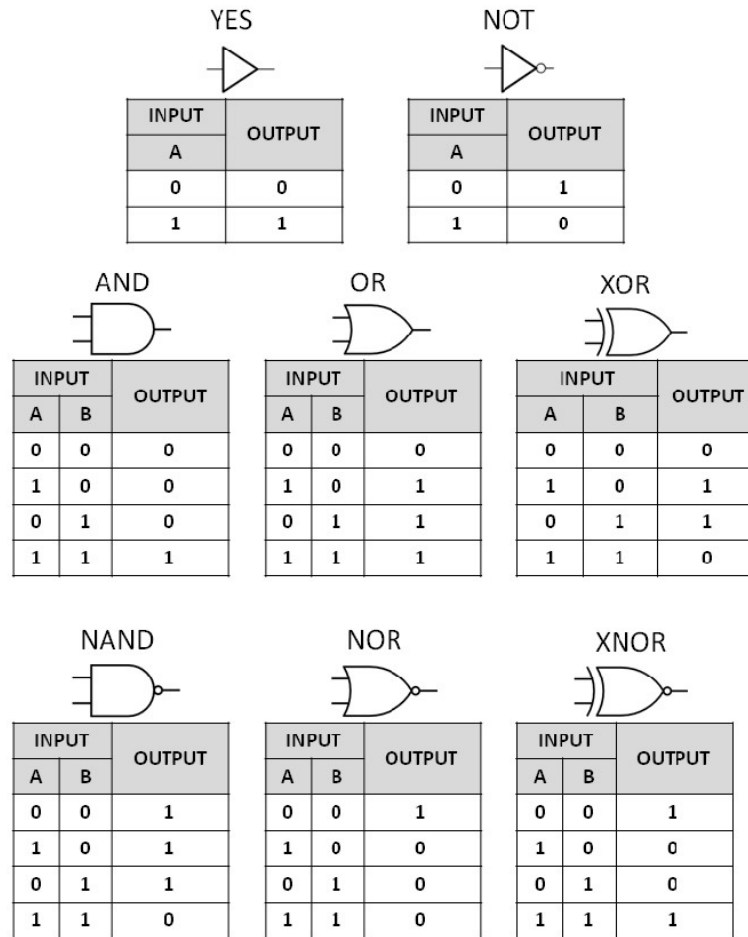 YES NOT
INPUT OUTPUT INPUT OUTPUT
A A
0 0 0 1
1 1 1 0
AND OR XOR
INPUT OUTPUT INPUT OUTPUT INPUT OUTPUT
A B A B A B
0 0 0 0 0 0 0 0 0
1 0 0 1 0 1 1 0 1
0 1 0 0 1 1 0 1 1
1 1 1 1 1 1 1 1 0
NAND NOR XNOR
INPUT OUTPUT INPUT OUTPUT INPUT OUTPUT
A B A B A B
0 0 1 0 0 1 0 0 1
1 0 1 1 0 0 1 0 0
0 1 1 0 1 0 0 1 0
1 1 0 1 1 0 1 1 1